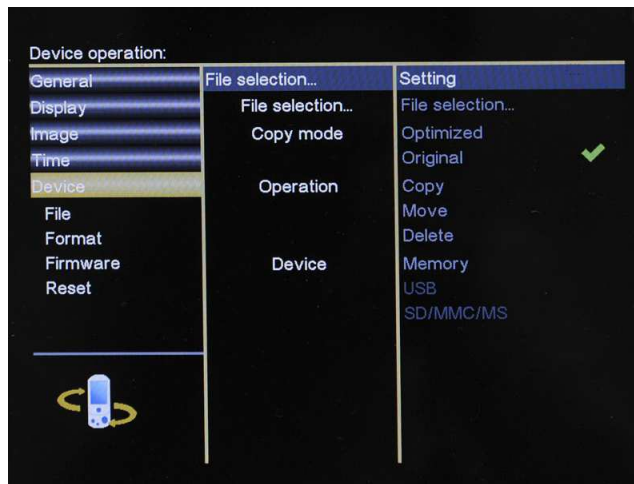 Device operation:
General
Display
Image
Time
Device
File
Format
Firmware
Reset
File selection...
File selection...
Copy mode
Operation
Device
Setting
File selection...
Optimized
Original
Copy
Move
Delete
Memory
USB
SD/MMC/MS